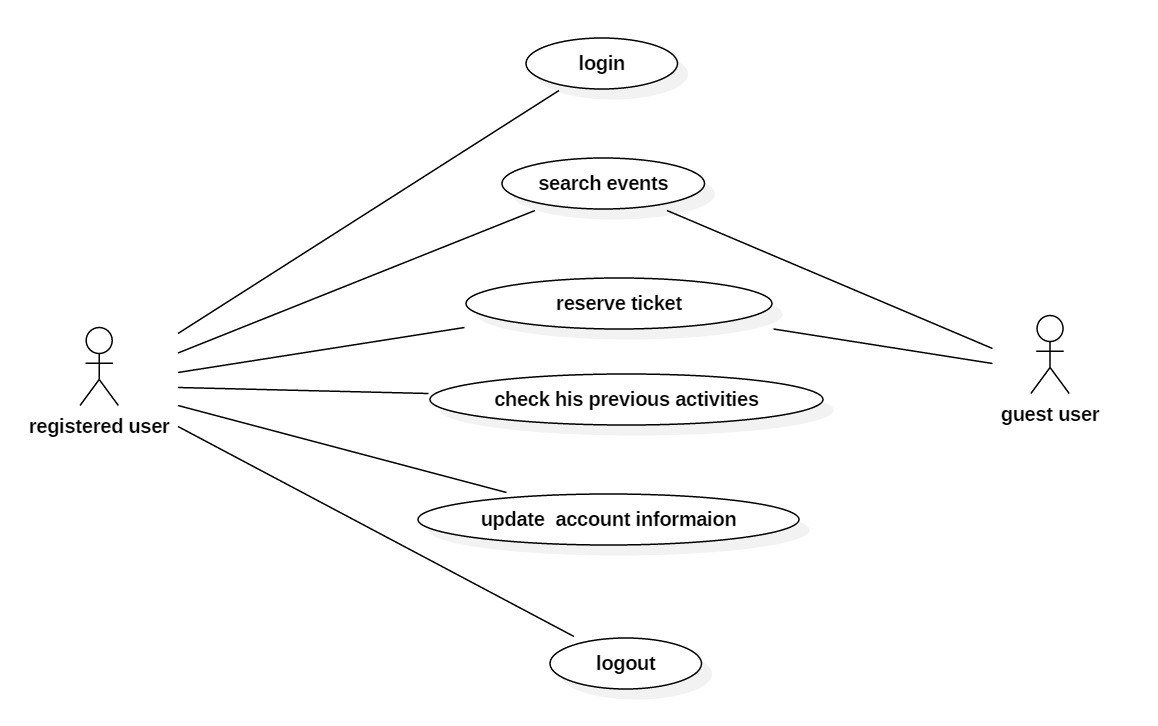 login
search events
reserve ticket
check his previous activities
registered user
guest user
update  account informaion
logout